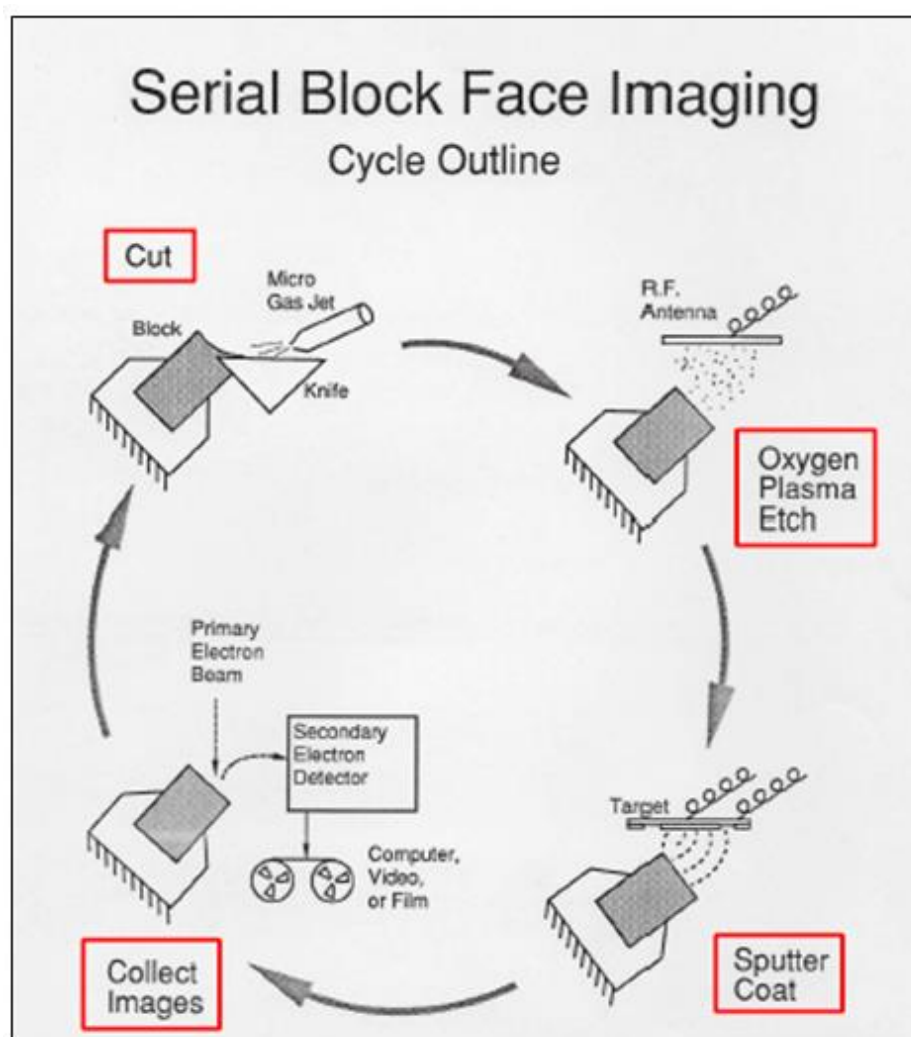 Serial Block Face Imaging
Cycle Outline
Cut
Micro
Gas Jet
Block
Knife
R.F.
Antenna
Oxygen
Plasma
Etch
Target
Sputter
Coat
Primary
Electron
Beam
Secondary
Electron
Detector
Computer,
Video,
or Film
Collect
Images